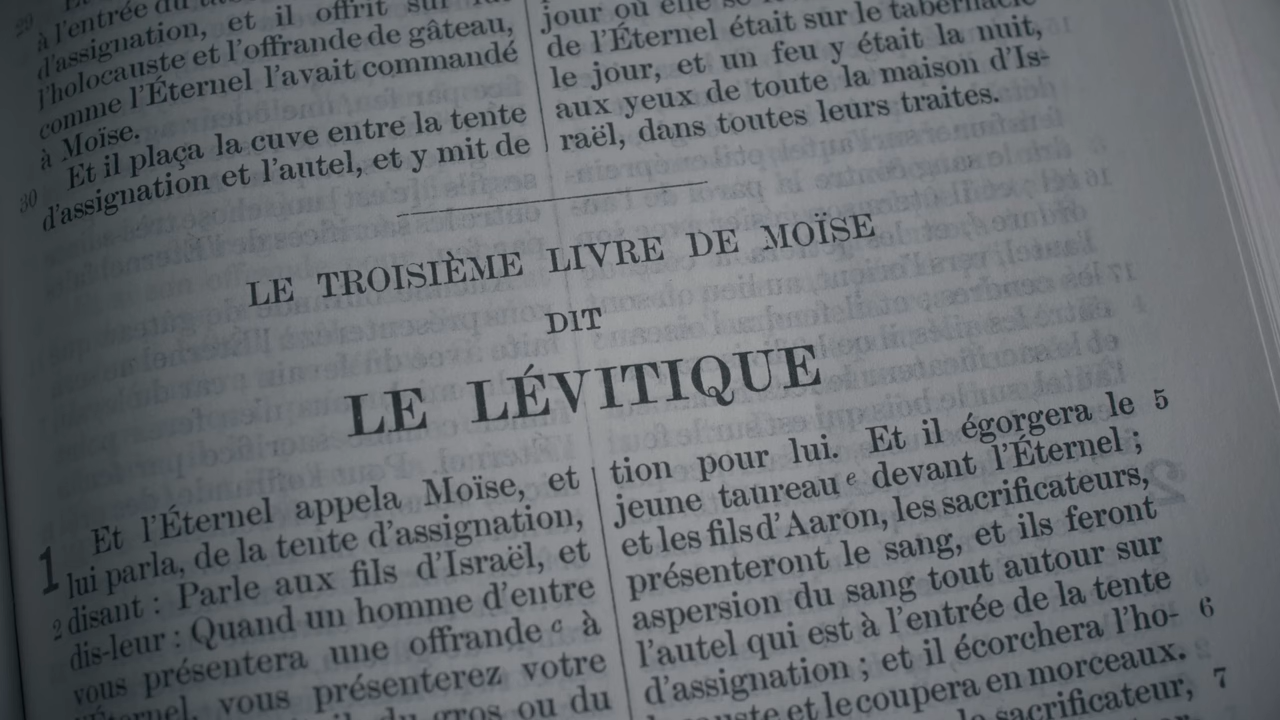 à l'entrée du
d'assignation, et il offrit sur
l'holocauste et l'offrande de gâteau,
comme l'Éternel l'avait commandé
à Moïse.
30 Et il plaça la cuve entre la tente
d'assignation et l'autel, et y mit de
jour où elle se
de l'Éternel était sur le tabernacle
le jour, et un feu y était la nuit,
aux yeux de toute la maison d'Is-
raël, dans toutes leurs traites.
LE TROISIÈME LIVRE DE MOÏSE
DIT
LE LÉVITIQUE
1 Et l'Éternel appela Moïse, et
lui parla, de la tente d'assignation,
2 disant : Parle aux fils d'Israël, et
dis-leur : Quand un homme d'entre
vous présentera une offrande c à
l'Éternel, vous présenterez votre
du gros ou du
tion pour lui. Et il égorgera le 5
jeune taureau e devant l'Éternel ;
et les fils d'Aaron, les sacrificateurs,
présenteront le sang, et ils feront
aspersion du sang tout autour sur
l'autel qui est à l'entrée de la tente
d'assignation ; et il écorchera l'ho- 6
et le coupera en morceaux.
sacrificateur, 7